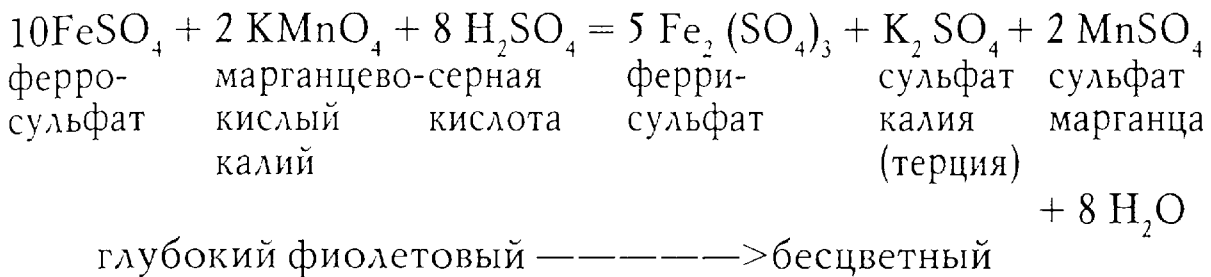 10FeSO₄ + 2 KMnO₄ + 8 H₂SO₄ = 5 Fe₂ (SO₄)₃ + K₂ SO₄ + 2 MnSO₄
ферро- марганцево-серная ферри- сульфат сульфат
сульфат кислый кислота сульфат калия марганца
калий (терция)
+ 8 H₂O
глубокий фиолетовый —————>бесцветный